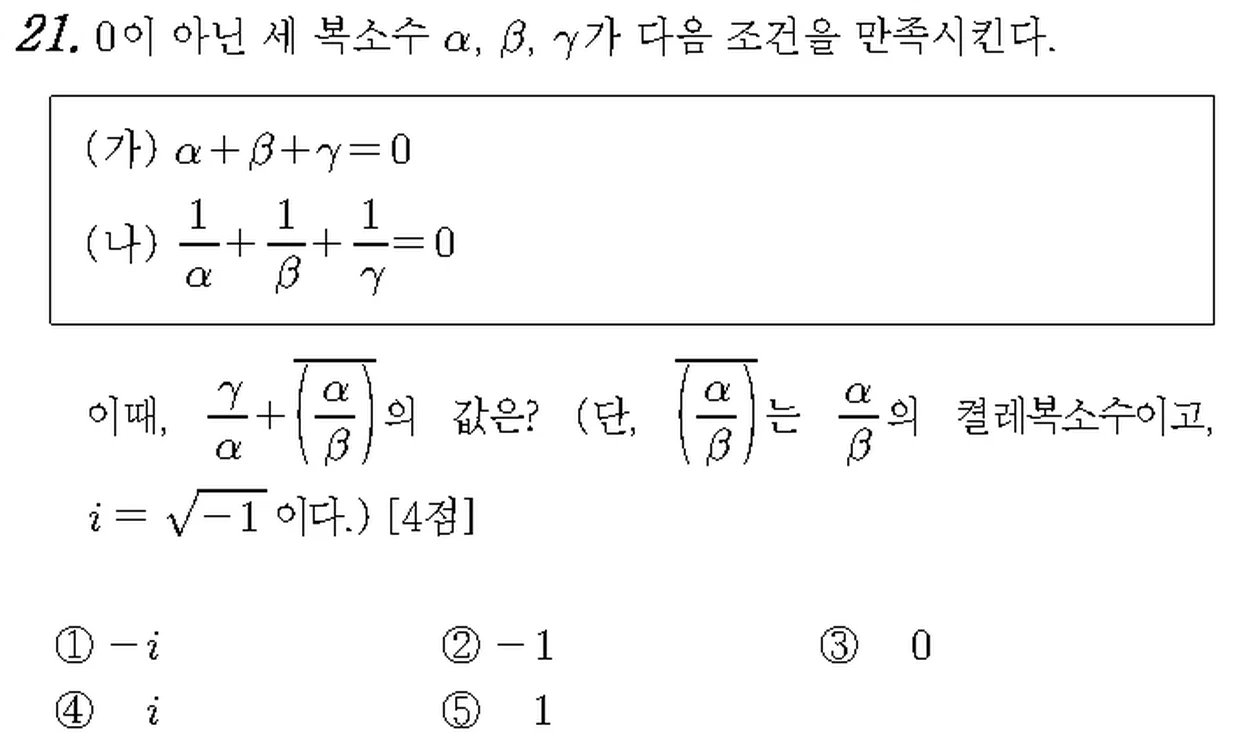 21. 0이 아닌 세 복소수 α, β, γ가 다음 조건을 만족시킨다.
(가) α+β+γ=0
(나) 1/α+1/β+1/γ=0
이때, γ/α+\overline{(α/β)}의 값은? (단, \overline{(α/β)}는 α/β의 켤레복소수이고,
i=√-1 이다.) [4점]
① -i ② -1 ③ 0
④ i ⑤ 1